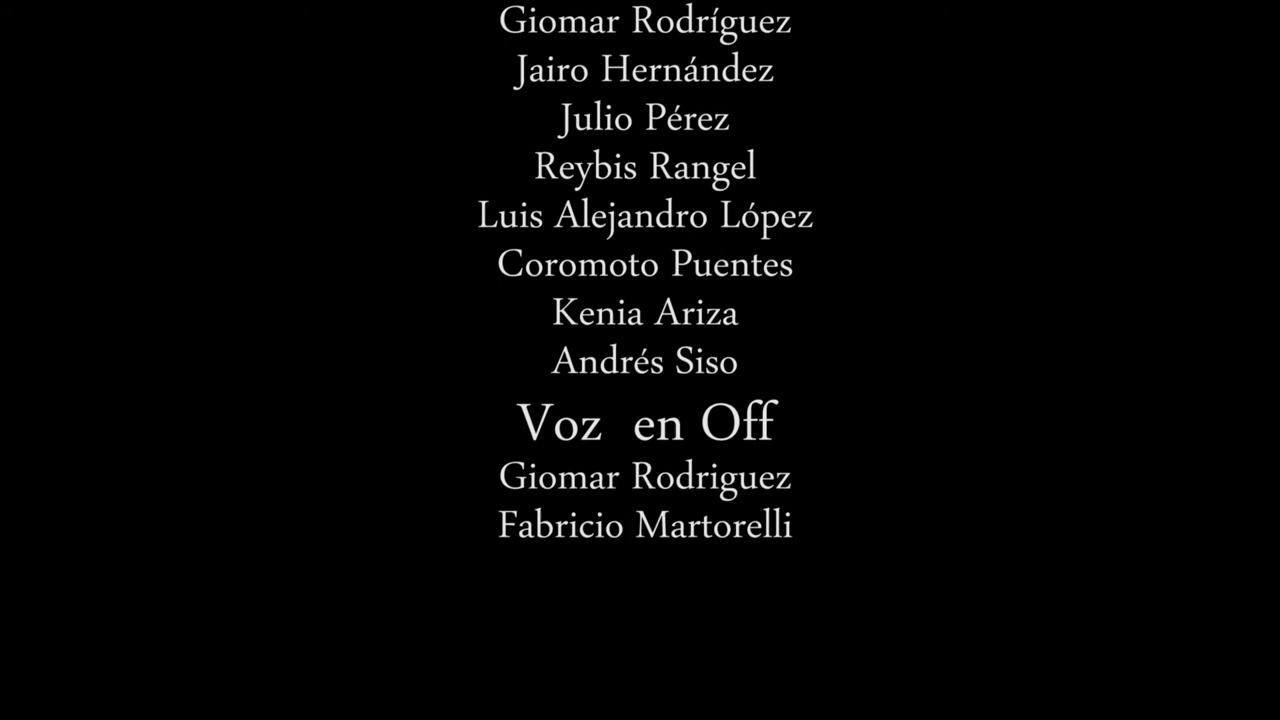 Giomar Rodríguez
Jairo Hernández
Julio Pérez
Reybis Rangel
Luis Alejandro López
Coromoto Puentes
Kenia Ariza
Andrés Siso
Voz en Off
Giomar Rodriguez
Fabricio Martorelli